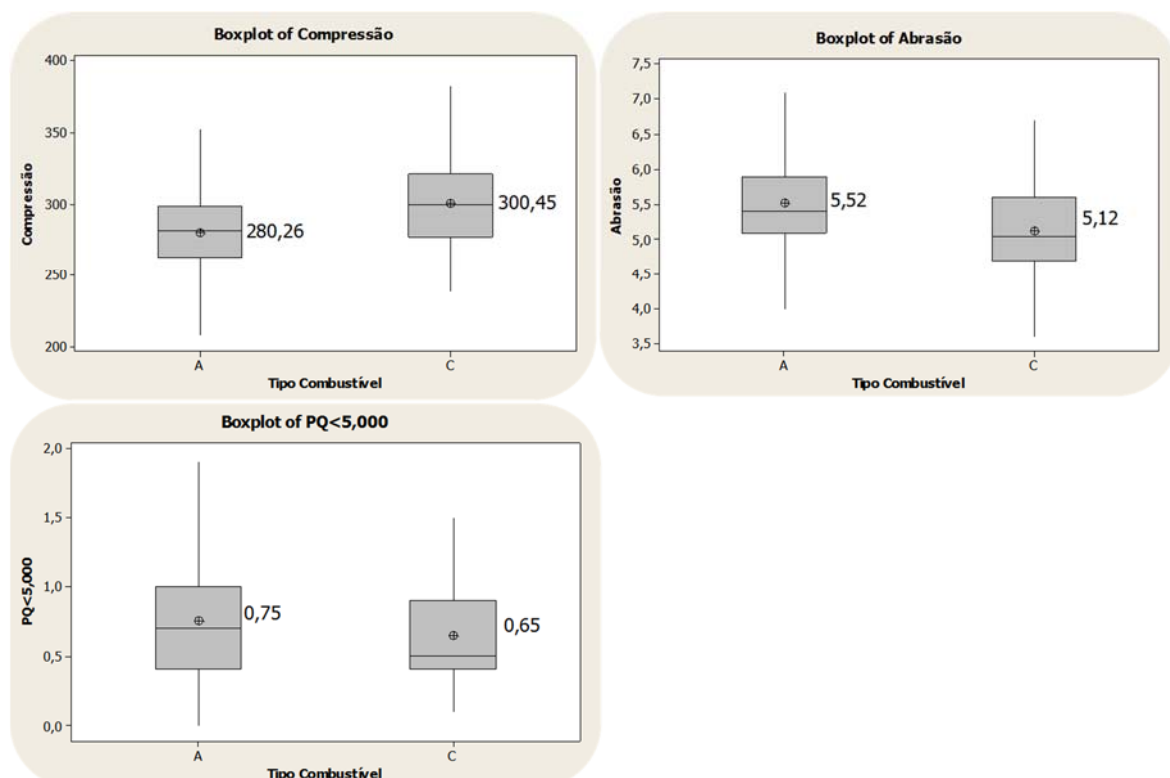 Boxplot of Compressão
400
350
300
250
200
Compressão
280,26
300,45
A
C
Tipo Combustível
Boxplot of Abrasão
7,5
7,0
6,5
6,0
5,5
5,0
4,5
4,0
3,5
Abrasão
5,52
5,12
A
C
Tipo Combustível
Boxplot of PQ<5,000
2,0
1,5
1,0
0,5
0,0
PQ<5,000
0,75
0,65
A
C
Tipo Combustível